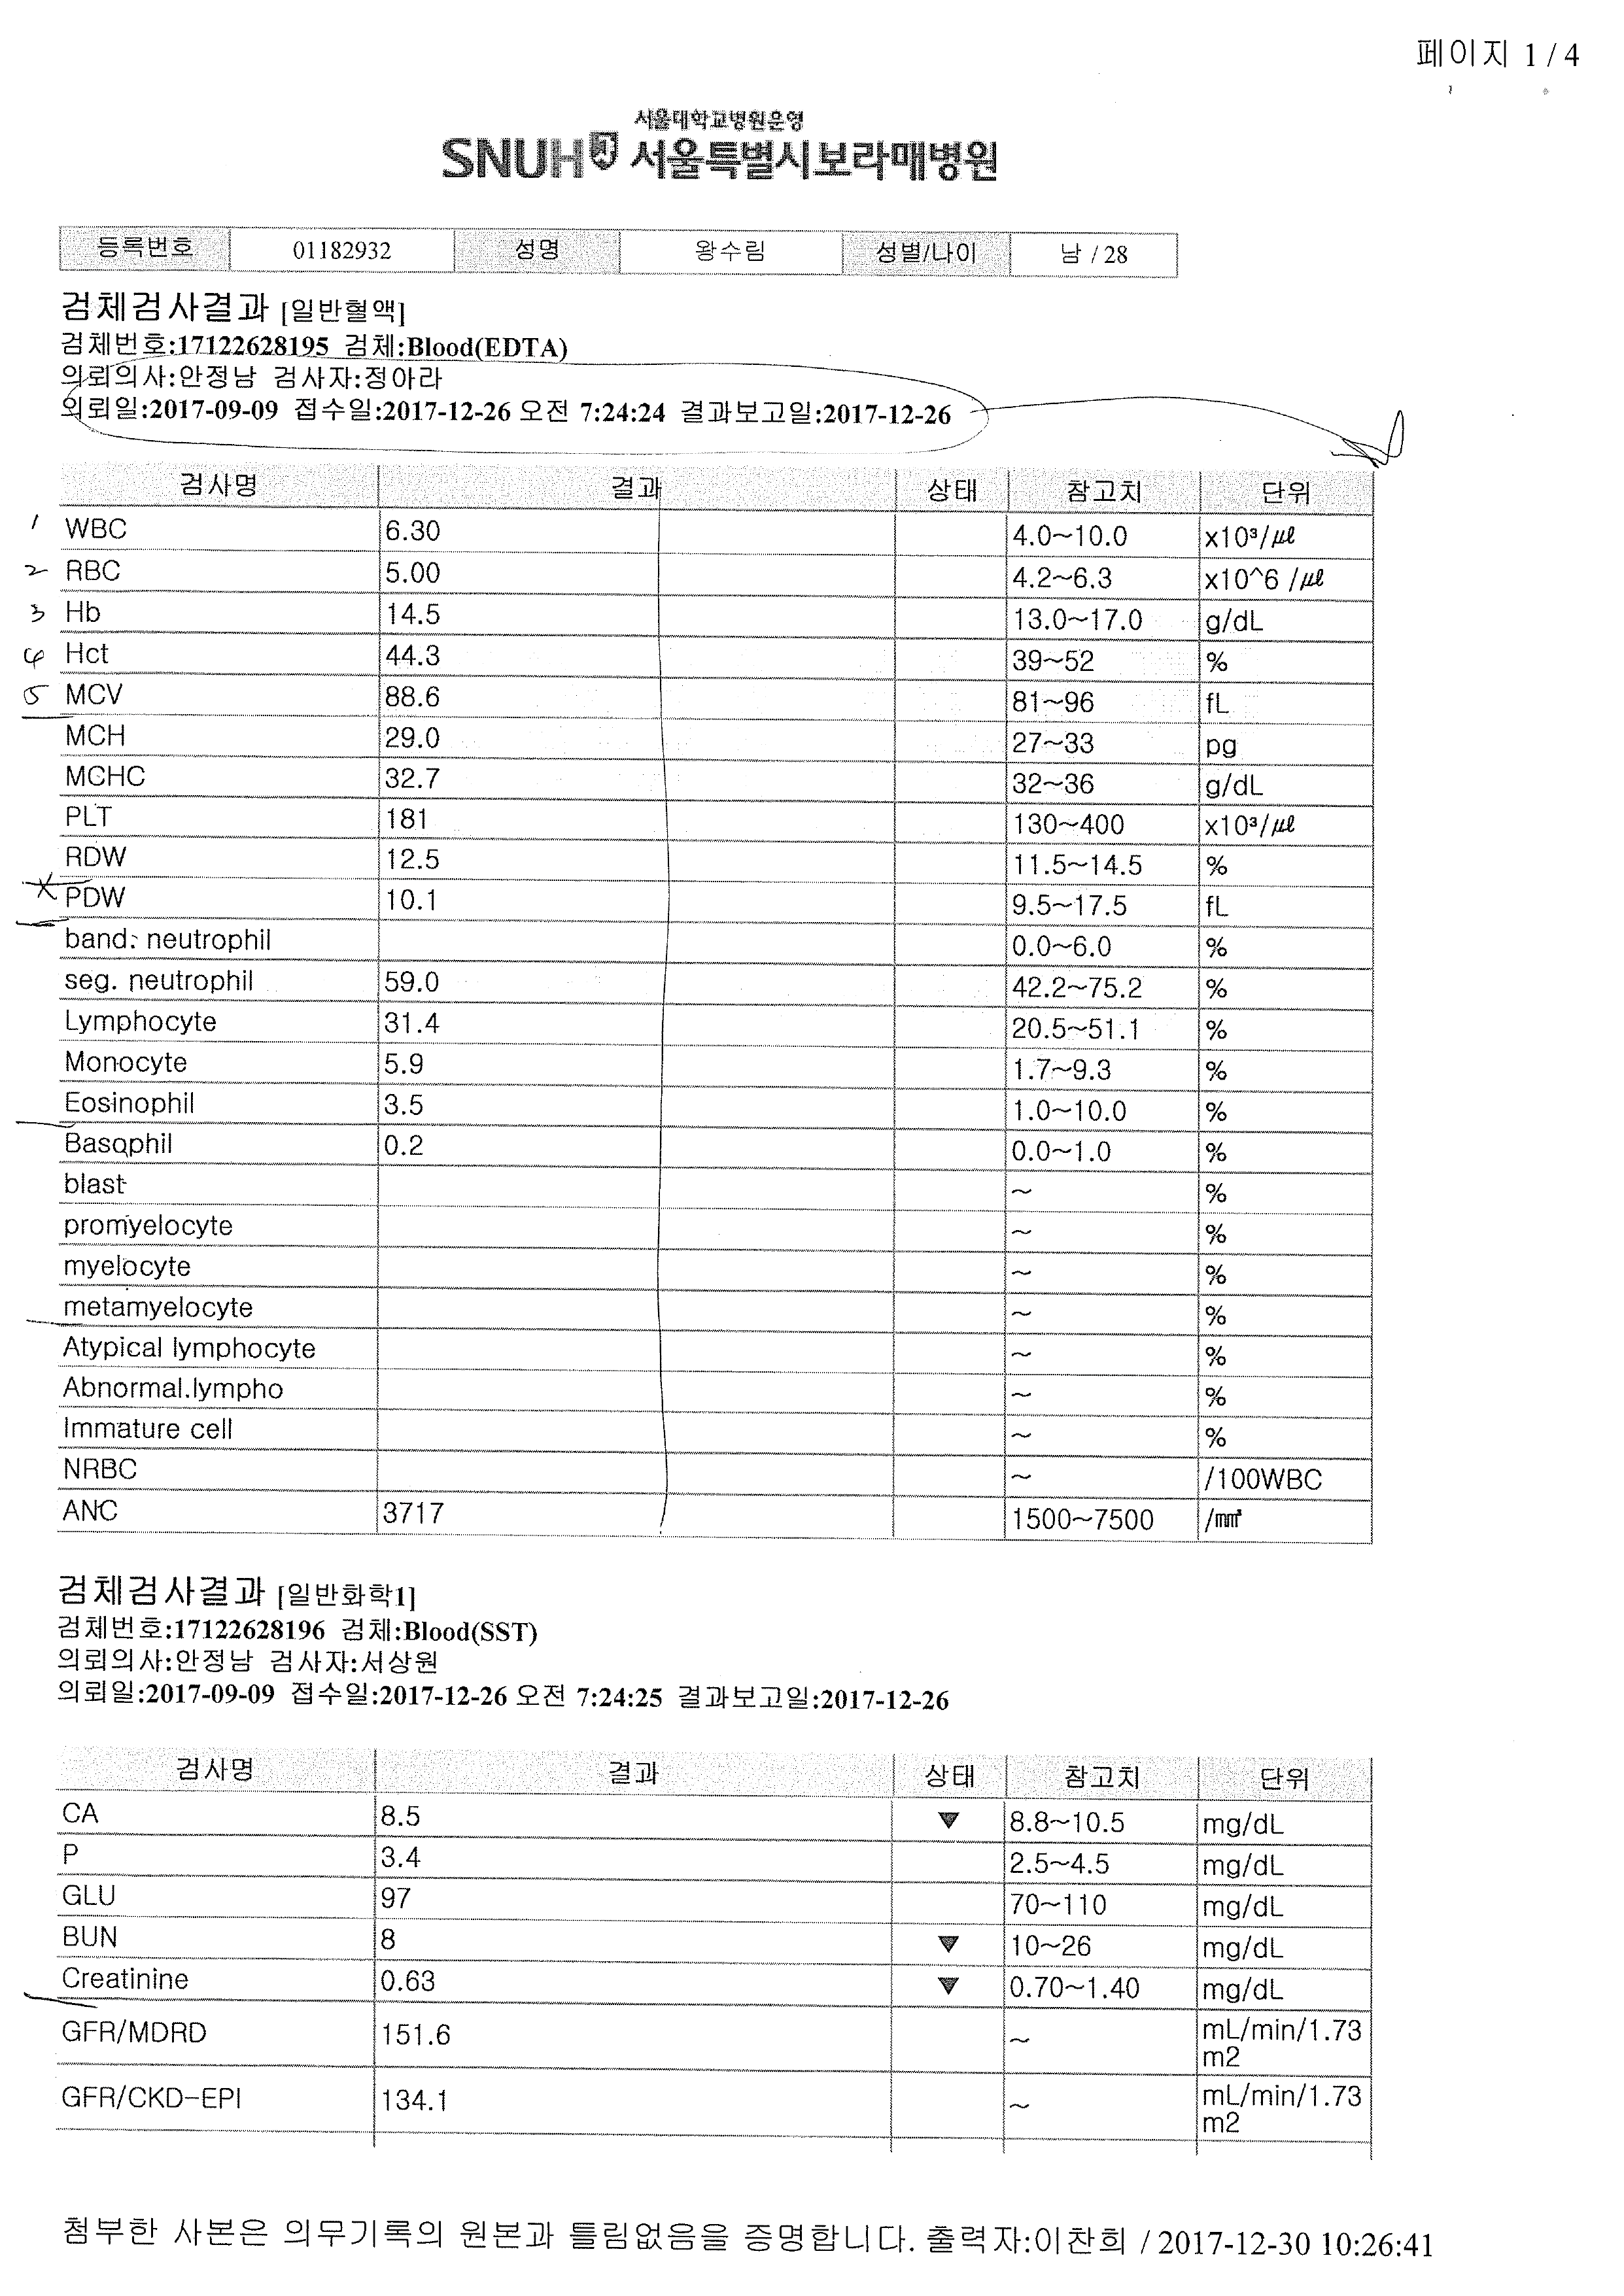 페이지 1 / 4
서울대학교병원운영
SNUH 서울특별시보라매병원
등록번호 01182932 성명 왕수림 성별/나이 남 / 28
검체검사결과 [일반혈액]
검체번호:17122628195 검체:Blood(EDTA)
의뢰의사:안정남 검사자:정아라
의뢰일:2017-09-09 접수일:2017-12-26 오전 7:24:24 결과보고일:2017-12-26
검사명 결과 상태 참고치 단위
1 WBC 6.30 4.0~10.0 x10³/㎕
2 RBC 5.00 4.2~6.3 x10^6 /㎕
3 Hb 14.5 13.0~17.0 g/dL
4 Hct 44.3 39~52 %
5 MCV 88.6 81~96 fL
MCH 29.0 27~33 pg
MCHC 32.7 32~36 g/dL
PLT 181 130~400 x10³/㎕
RDW 12.5 11.5~14.5 %
PDW 10.1 9.5~17.5 fL
band. neutrophil 0.0~6.0 %
seg. neutrophil 59.0 42.2~75.2 %
Lymphocyte 31.4 20.5~51.1 %
Monocyte 5.9 1.7~9.3 %
Eosinophil 3.5 1.0~10.0 %
Basophil 0.2 0.0~1.0 %
blast ~ %
promyelocyte ~ %
myelocyte ~ %
metamyelocyte ~ %
Atypical lymphocyte ~ %
Abnormal.lympho ~ %
Immature cell ~ %
NRBC ~ /100WBC
ANC 3717 1500~7500 /㎣
검체검사결과 [일반화학1]
검체번호:17122628196 검체:Blood(SST)
의뢰의사:안정남 검사자:서상원
의뢰일:2017-09-09 접수일:2017-12-26 오전 7:24:25 결과보고일:2017-12-26
검사명 결과 상태 참고치 단위
CA 8.5 ▼ 8.8~10.5 mg/dL
P 3.4 2.5~4.5 mg/dL
GLU 97 70~110 mg/dL
BUN 8 ▼ 10~26 mg/dL
Creatinine 0.63 ▼ 0.70~1.40 mg/dL
GFR/MDRD 151.6 ~ mL/min/1.73
m2
GFR/CKD-EPI 134.1 ~ mL/min/1.73
m2
첨부한 사본은 의무기록의 원본과 틀림없음을 증명합니다. 출력자:이찬희 / 2017-12-30 10:26:41